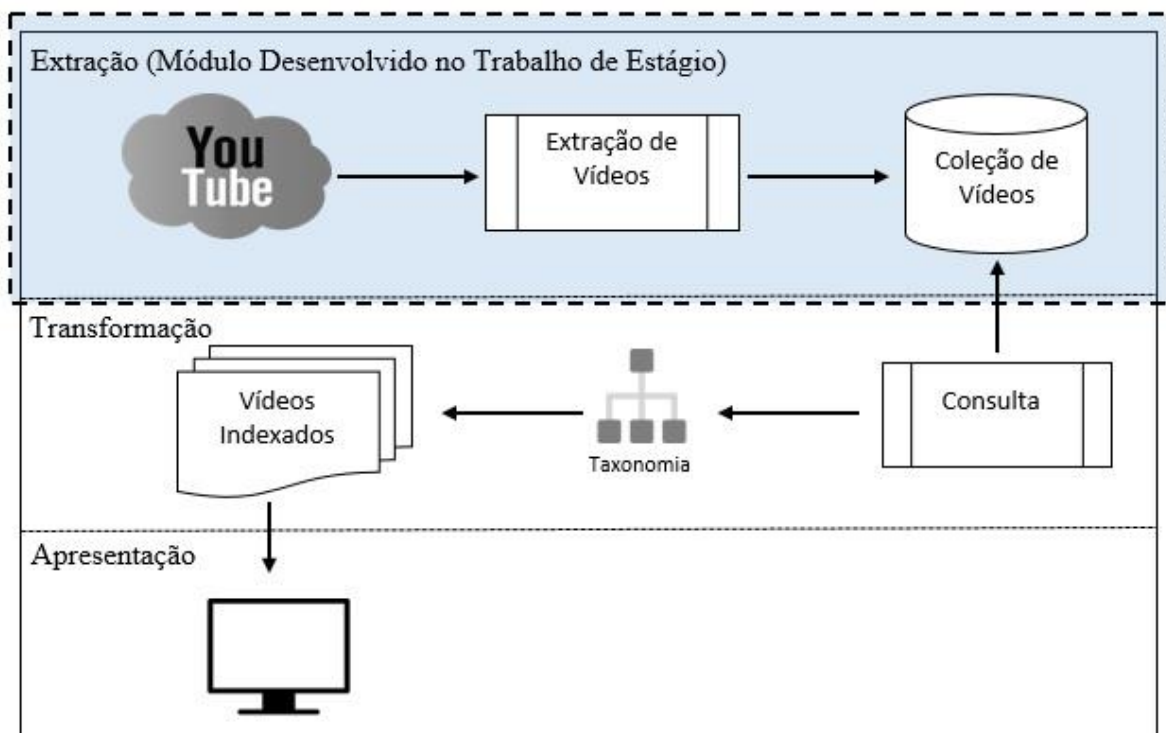 Extração (Módulo Desenvolvido no Trabalho de Estágio)
You
Tube
Extração de
Vídeos
Coleção de
Vídeos
Transformação
Vídeos
Indexados
Taxonomia
Consulta
Apresentação